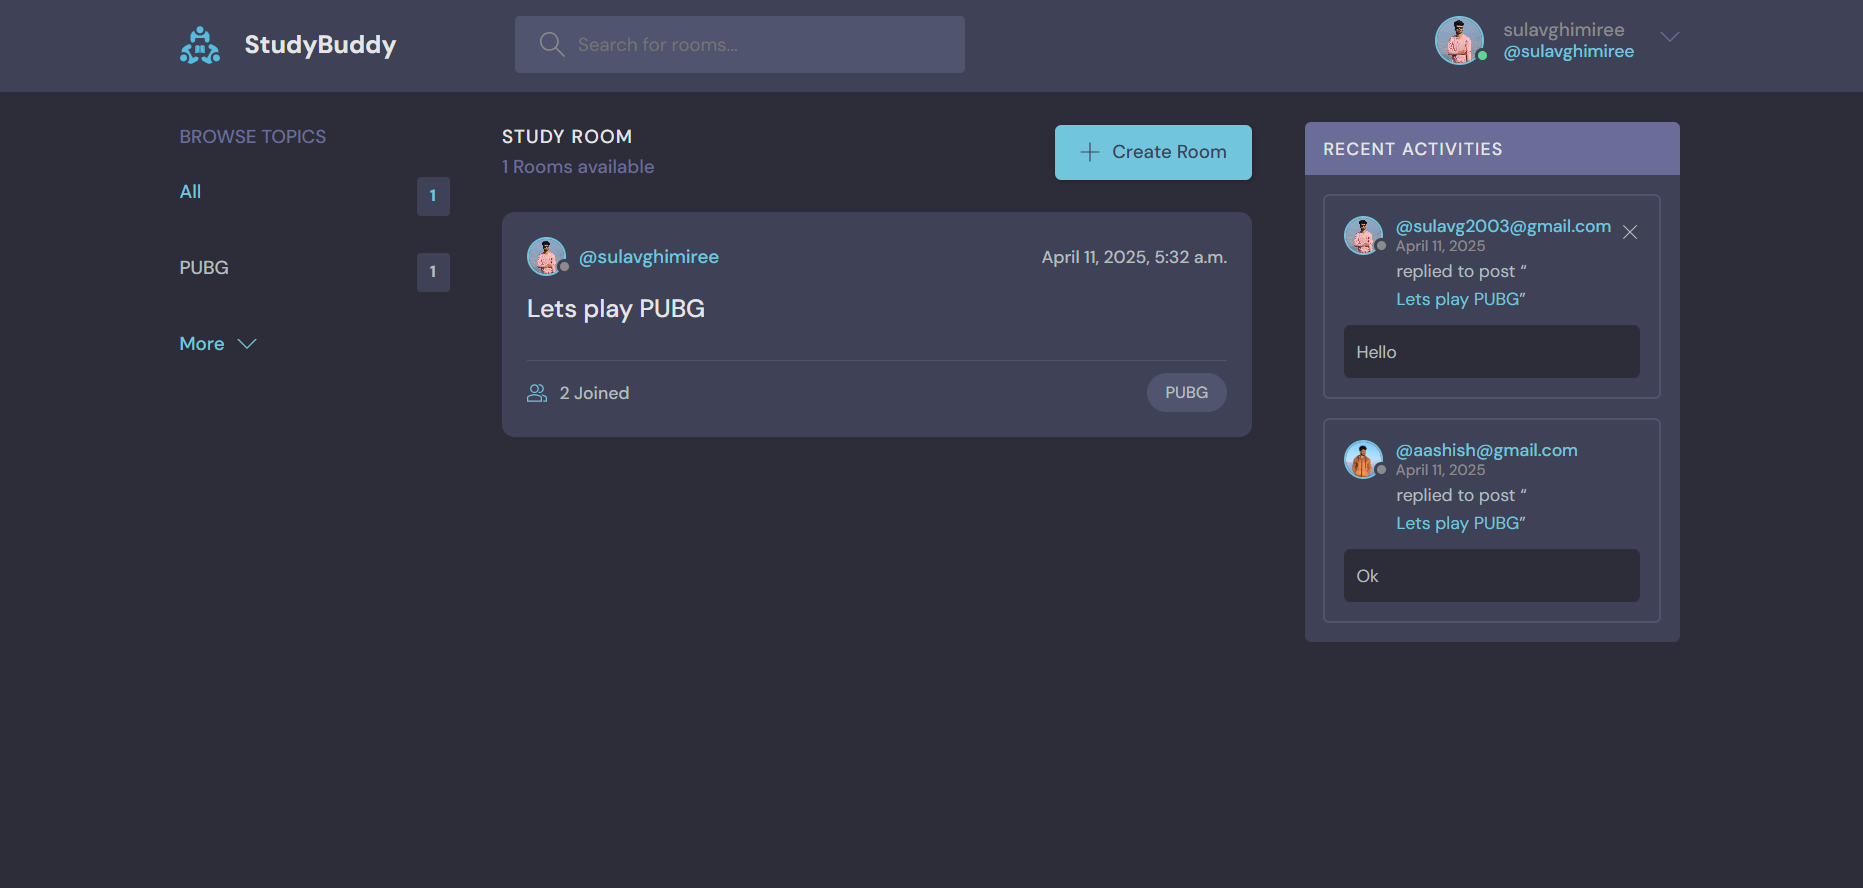 StudyBuddy
Search for rooms...
sulavghimiree
@sulavghimiree
BROWSE TOPICS
All
1
PUBG
1
More
STUDY ROOM
1 Rooms available
Create Room
@sulavghimiree
April 11, 2025, 5:32 a.m.
Lets play PUBG
2 Joined
PUBG
RECENT ACTIVITIES
@sulavg2003@gmail.com
April 11, 2025
replied to post “
Lets play PUBG”
Hello
@aashish@gmail.com
April 11, 2025
replied to post “
Lets play PUBG”
Ok